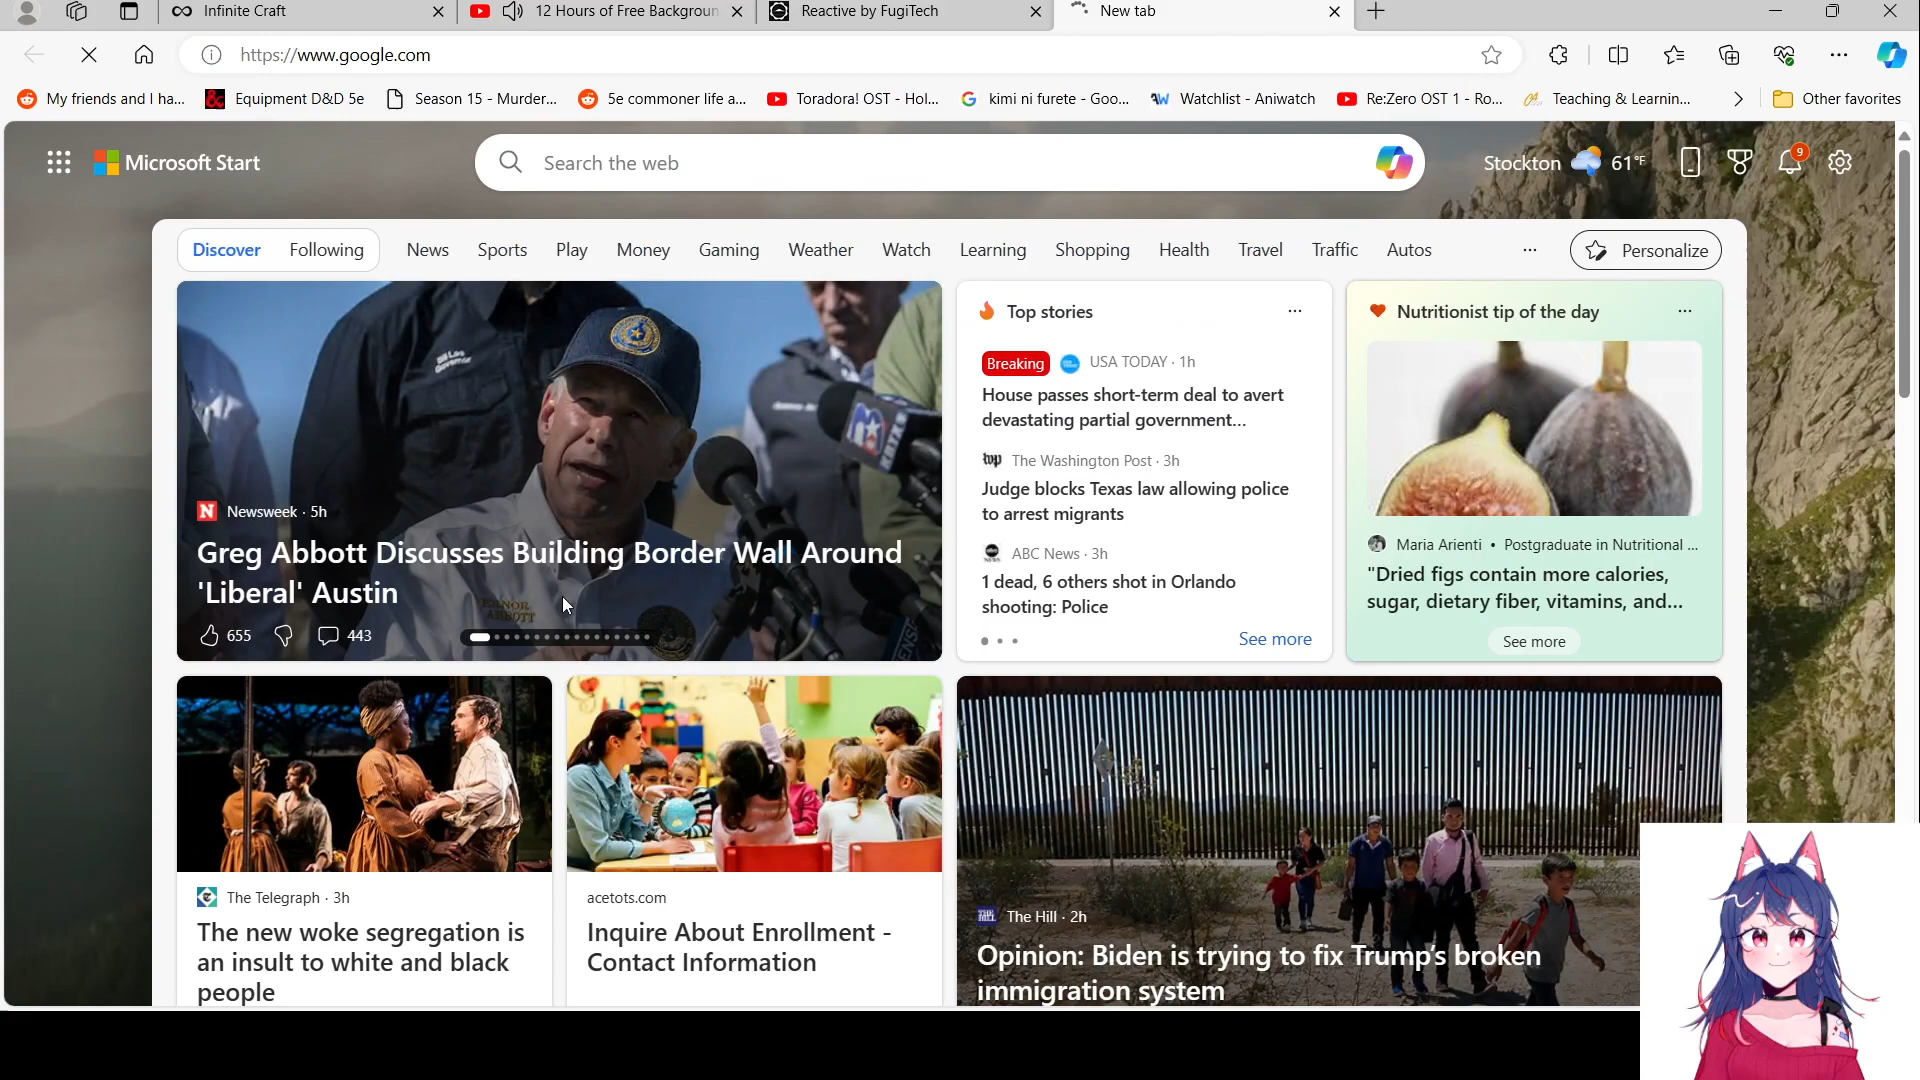 Infinite Craft
12 Hours of Free Backgroun
Reactive by FugiTech
New tab
https://www.google.com
My friends and I ha...
Equipment D&D 5e
Season 15 - Murder...
5e commoner life a...
Toradora! OST - Hol...
kimi ni furete - Goo...
Watchlist - Aniwatch
Re:Zero OST 1 - Ro...
Teaching & Learnin...
Other favorites
Microsoft Start
Search the web
Stockton
61°F
9
Discover
Following
News
Sports
Play
Money
Gaming
Weather
Watch
Learning
Shopping
Health
Travel
Traffic
Autos
Personalize
Newsweek · 5h
Greg Abbott Discusses Building Border Wall Around
'Liberal' Austin
655
443
Top stories
Breaking
USA TODAY · 1h
House passes short-term deal to avert
devastating partial government...
The Washington Post · 3h
Judge blocks Texas law allowing police
to arrest migrants
ABC News · 3h
1 dead, 6 others shot in Orlando
shooting: Police
See more
Nutritionist tip of the day
Maria Arienti • Postgraduate in Nutritional ...
"Dried figs contain more calories,
sugar, dietary fiber, vitamins, and...
See more
The Telegraph · 3h
The new woke segregation is
an insult to white and black
people
acetots.com
Inquire About Enrollment -
Contact Information
The Hill · 2h
Opinion: Biden is trying to fix Trump's broken
immigration system